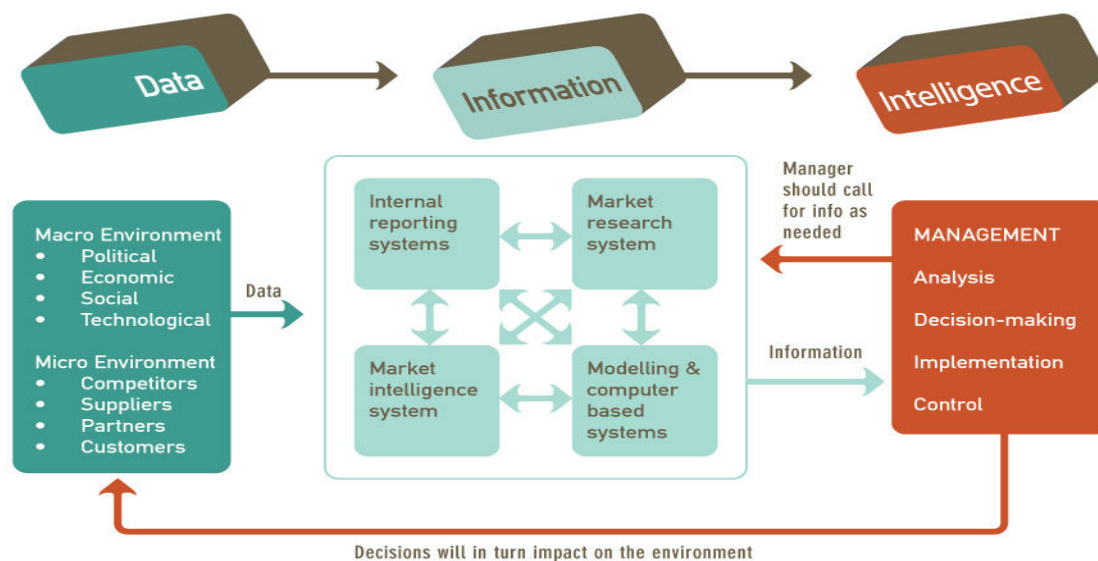 Data
Information
Intelligence
Manager
should call
for info as
needed
Macro Environment
• Political
• Economic
• Social
• Technological
Micro Environment
• Competitors
• Suppliers
• Partners
• Customers
Data
Internal
reporting
systems
Market
research
system
Market
intelligence
system
Modelling &
computer
based
systems
Information
MANAGEMENT
Analysis
Decision-making
Implementation
Control
Decisions will in turn impact on the environment